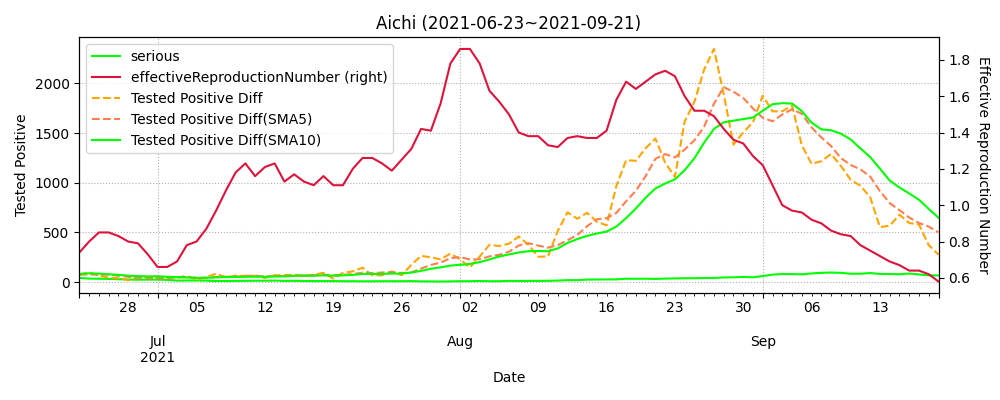 Aichi (2021-06-23~2021-09-21)
serious
effectiveReproductionNumber (right)
Tested Positive Diff
Tested Positive Diff(SMA5)
Tested Positive Diff(SMA10)
Tested Positive
2000
1500
1000
500
0
Effective Reproduction Number
1.8
1.6
1.4
1.2
1.0
0.8
0.6
28 05 12 19 26 02 09 16 23 30 06 13
Jul Aug Sep
2021
Date